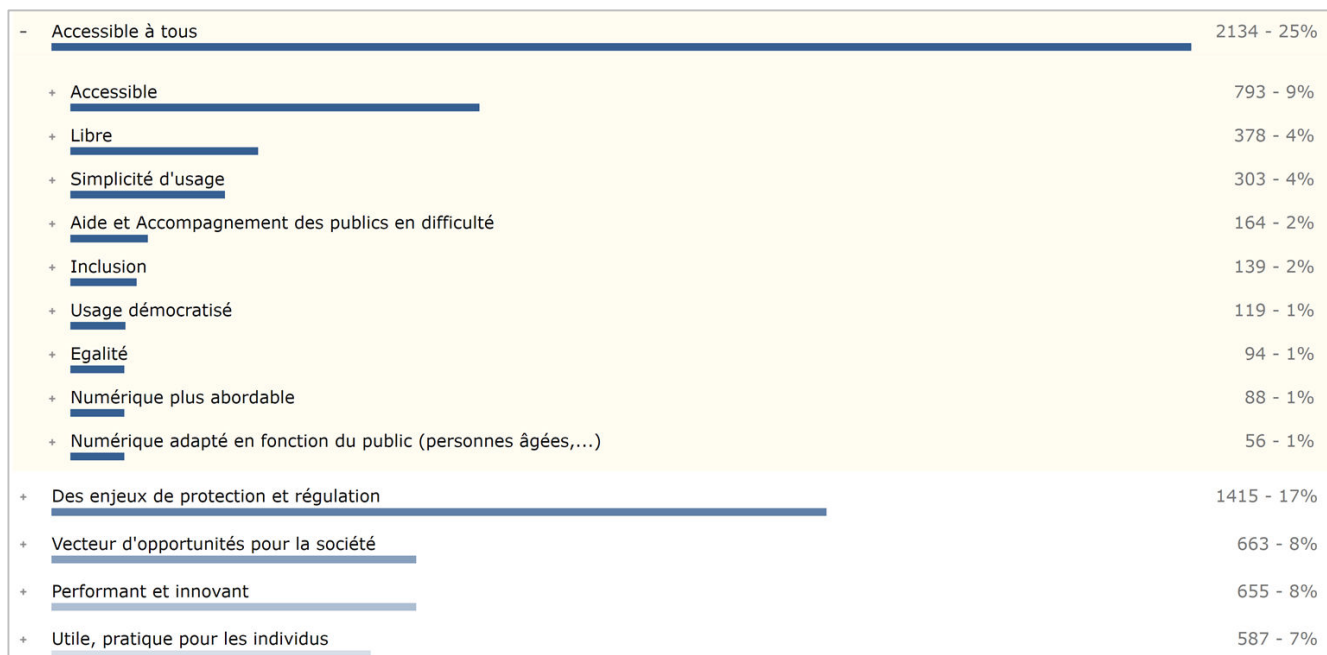 - Accessible à tous 2134 - 25%
+ Accessible 793 - 9%
+ Libre 378 - 4%
+ Simplicité d'usage 303 - 4%
+ Aide et Accompagnement des publics en difficulté 164 - 2%
+ Inclusion 139 - 2%
+ Usage démocratisé 119 - 1%
+ Egalité 94 - 1%
+ Numérique plus abordable 88 - 1%
+ Numérique adapté en fonction du public (personnes âgées,...) 56 - 1%
+ Des enjeux de protection et régulation 1415 - 17%
+ Vecteur d'opportunités pour la société 663 - 8%
+ Performant et innovant 655 - 8%
+ Utile, pratique pour les individus 587 - 7%